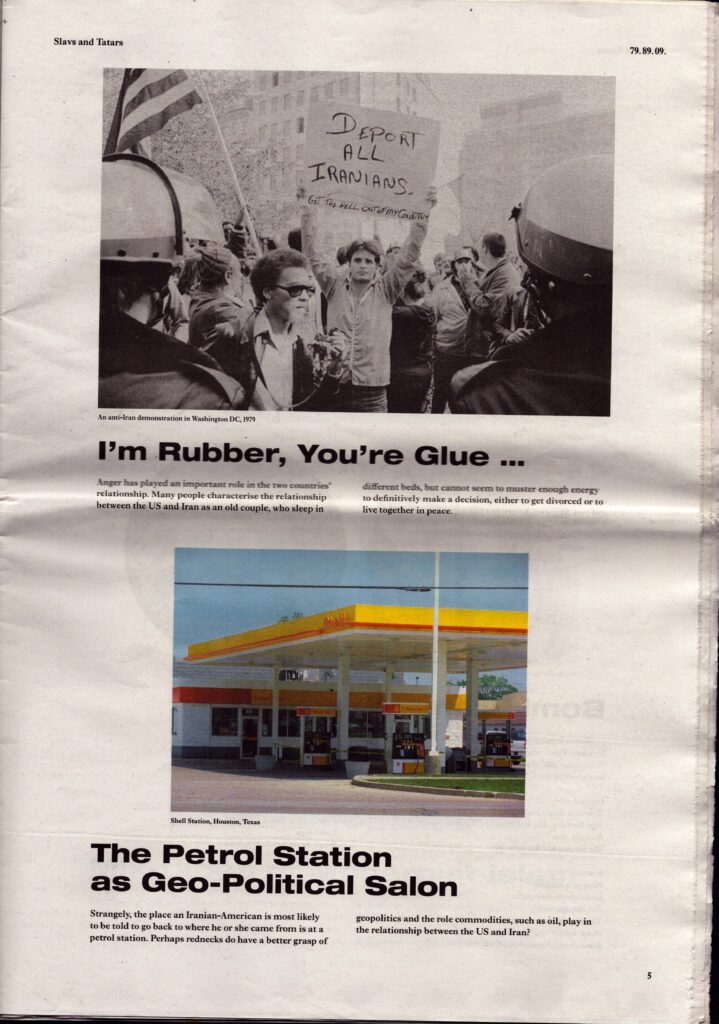 Slavs and Tatars
79.89.09.
DEPORT
ALL
IRANIANS.
GET THE HELL OUT OF MY COUNTRY
An anti-Iran demonstration in Washington DC, 1979
I'm Rubber, You're Glue ...
Anger has played an important role in the two countries'
relationship. Many people characterise the relationship
between the US and Iran as an old couple, who sleep in
different beds, but cannot seem to muster enough energy
to definitively make a decision, either to get divorced or to
live together in peace.
Shell Station, Houston, Texas
The Petrol Station
as Geo-Political Salon
Strangely, the place an Iranian-American is most likely
to be told to go back to where he or she came from is at a
petrol station. Perhaps rednecks do have a better grasp of
geopolitics and the role commodities, such as oil, play in
the relationship between the US and Iran?
5